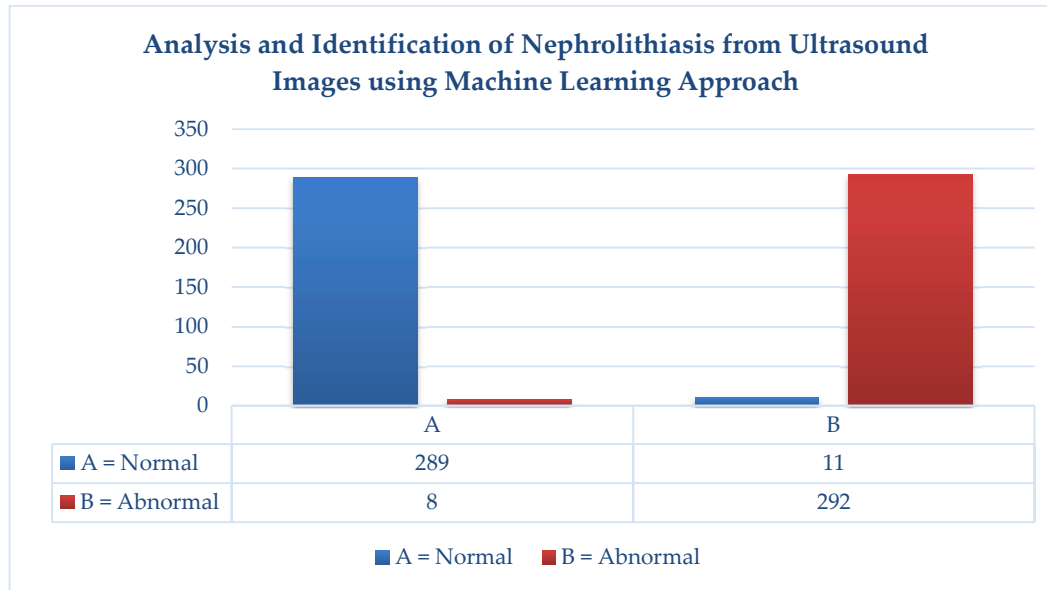 Analysis and Identification of Nephrolithiasis from Ultrasound
Images using Machine Learning Approach
350
300
250
200
150
100
50
0
A B
A = Normal 289 11
B = Abnormal 8 292
A = Normal B = Abnormal